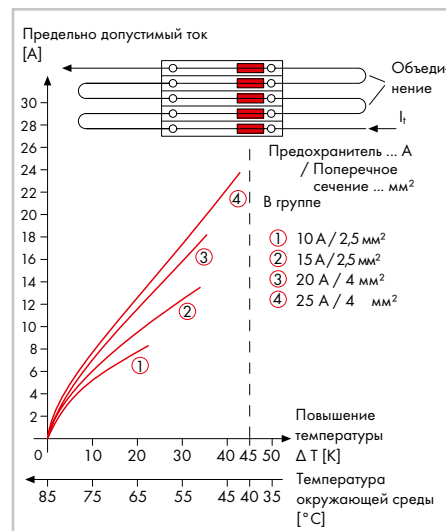 Предельно допустимый ток
[A]
Объеди-
нение
30
28
26
24
22
20
18
16
14
12
10
8
6
4
2
0
Iₜ
Предохранитель ... А
/ Поперечное
сечение ... мм²
В группе
① 10 A / 2,5 мм²
② 15 A / 2,5 мм²
③ 20 A / 4 мм²
④ 25 A / 4 мм²
④
③
②
①
10 20 30 40 45 50
Повышение
температуры
Δ T [K]
85 75 65 55 45 40 35
Температура
окружающей среды
[°C]